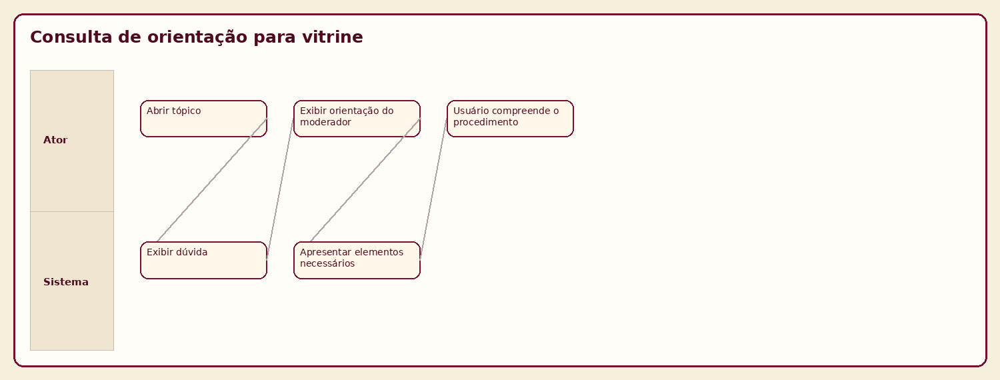 Consulta de orientação para vitrine
Ator
Abrir tópico
Exibir orientação do
moderador
Usuário compreende o
procedimento
Sistema
Exibir dúvida
Apresentar elementos
necessários